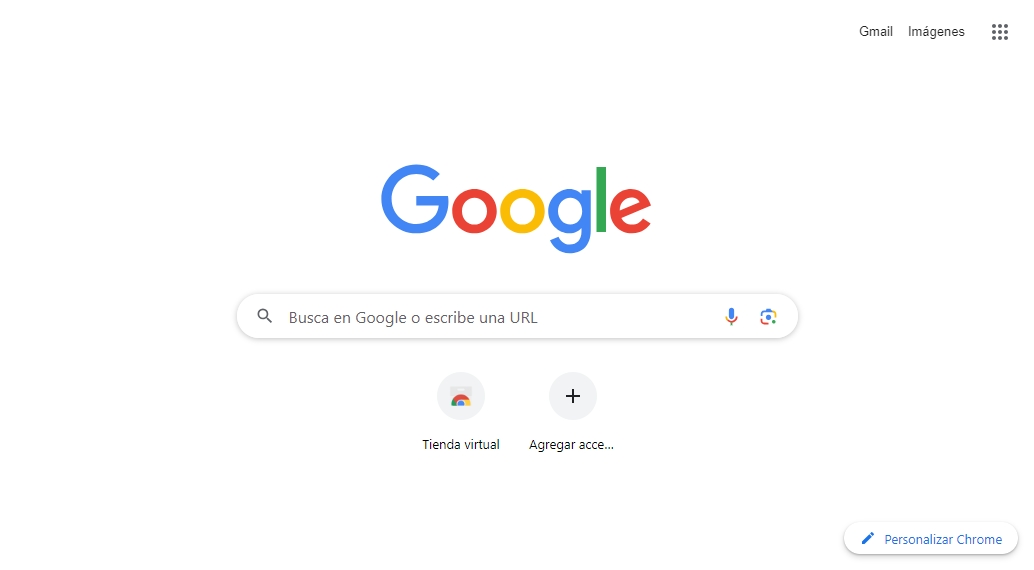 Gmail Imágenes
Google
Busca en Google o escribe una URL
Tienda virtual Agregar acce...
Personalizar Chrome